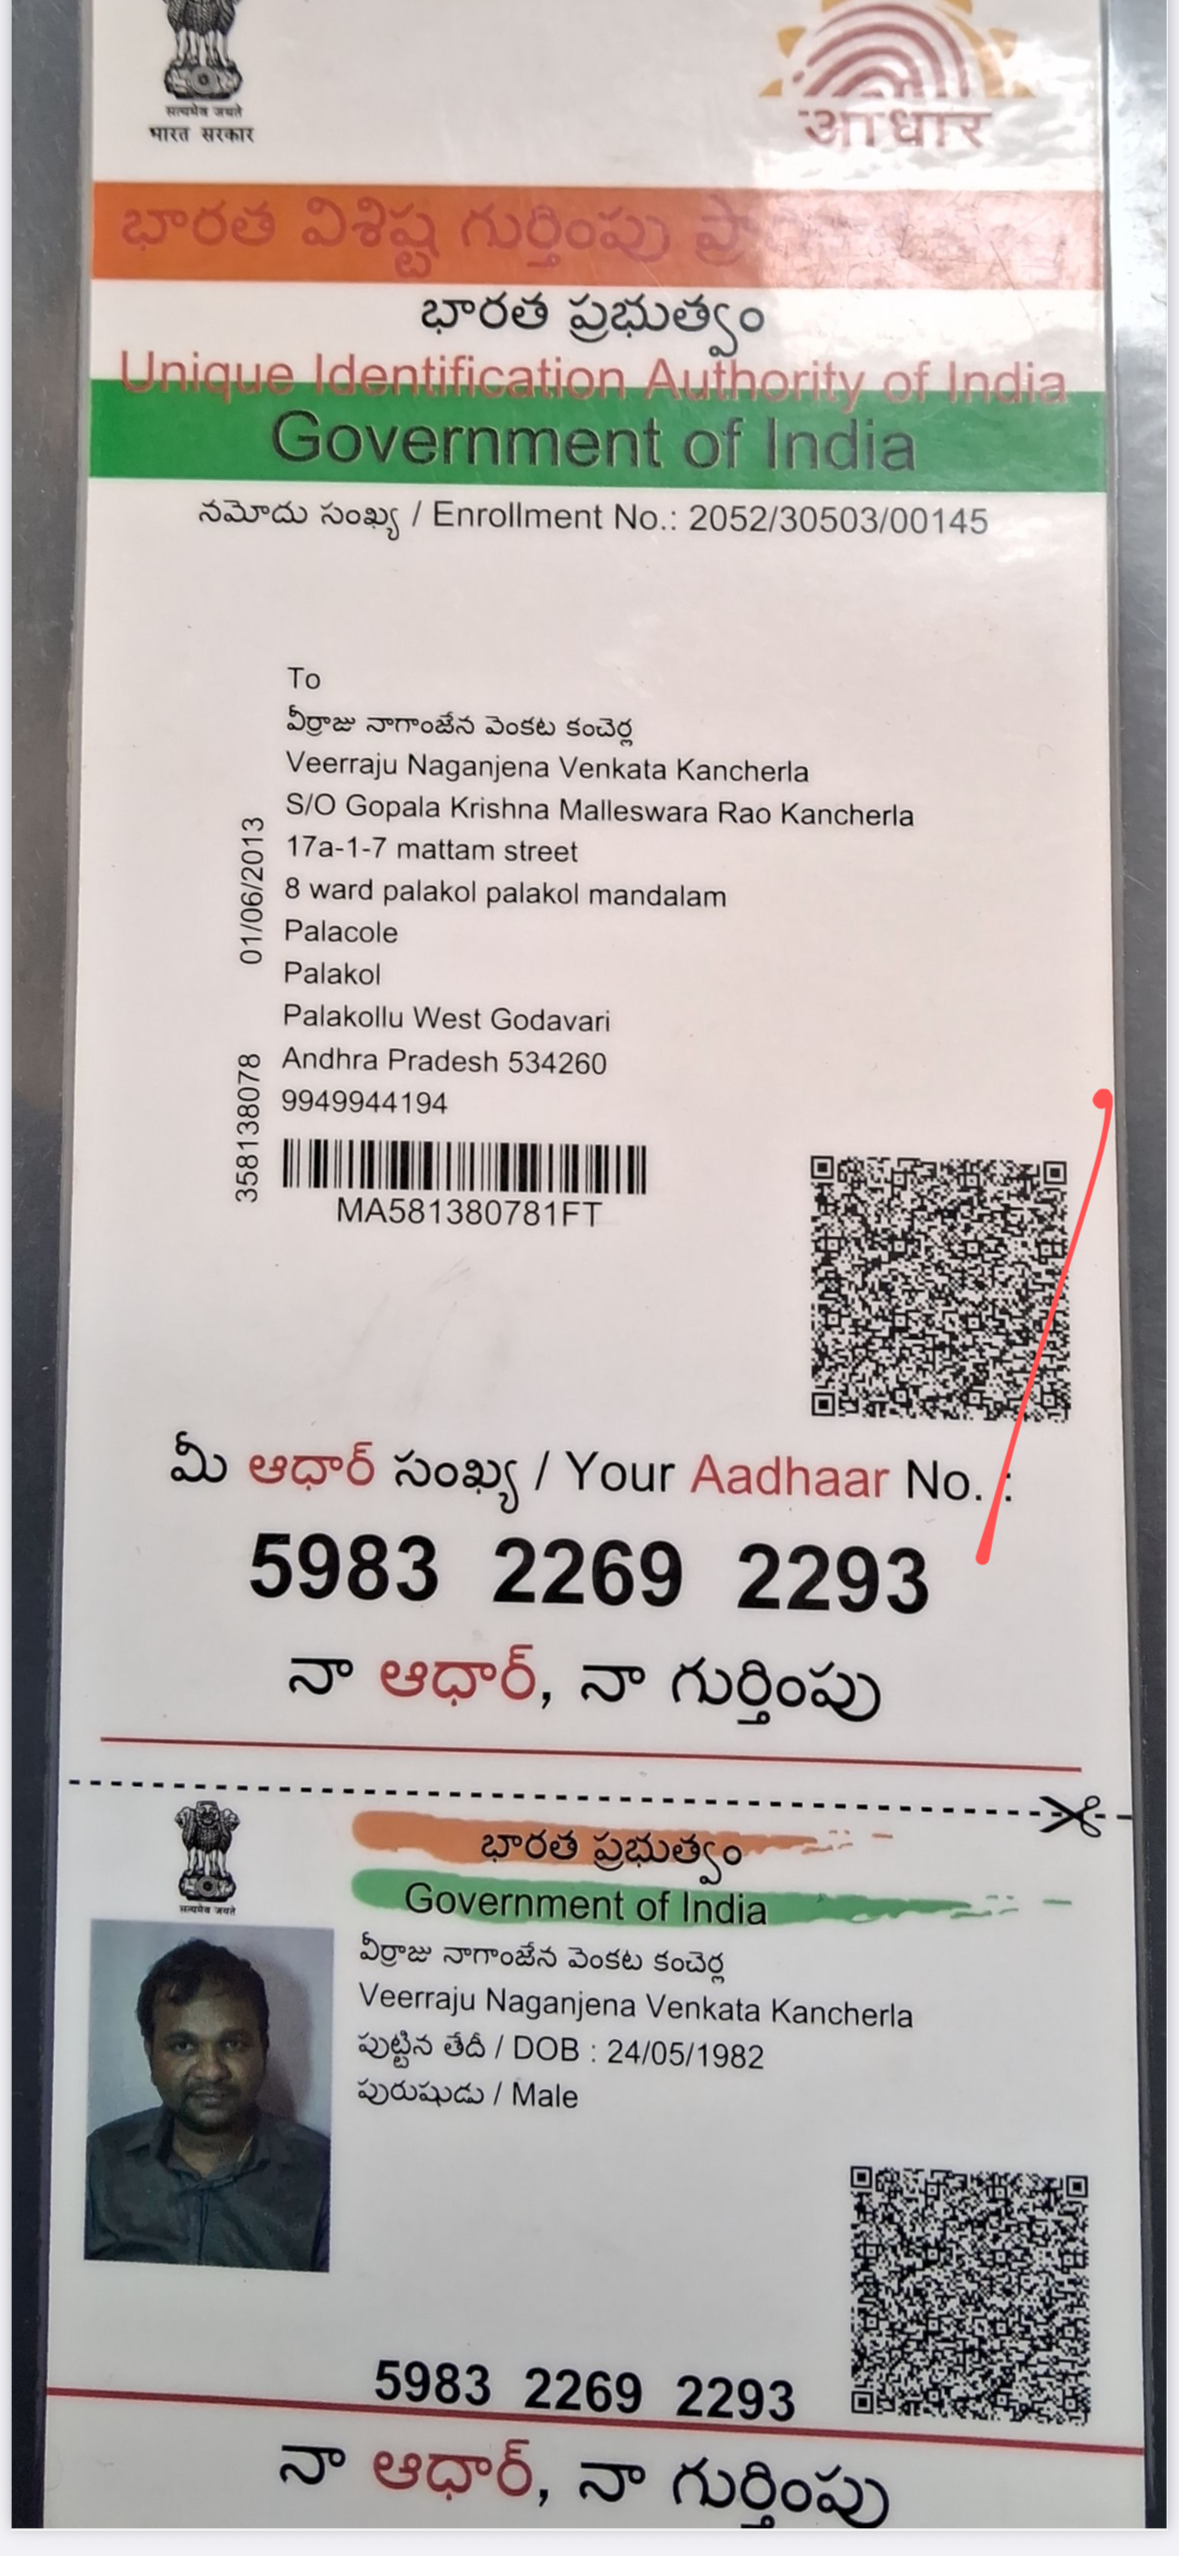 सत्यमेव जयते
भारत सरकार
आधार
భారత విశిష్ట గుర్తింపు
భారత ప్రభుత్వం
Unique Identification Authority of India
Government of India
నమోదు సంఖ్య / Enrollment No.: 2052/30503/00145
To
వీర్రాజు నాగాంజేన వెంకట కంచెర్ల
Veerraju Naganjena Venkata Kancherla
S/O Gopala Krishna Malleswara Rao Kancherla
17a-1-7 mattam street
8 ward palakol palakol mandalam
Palacole
Palakol
Palakollu West Godavari
Andhra Pradesh 534260
9949944194
358138078 01/06/2013
MA581380781FT
మీ ఆధార్ సంఖ్య / Your Aadhaar No. :
5983 2269 2293
నా ఆధార్, నా గుర్తింపు
భారత ప్రభుత్వం
Government of India
सत्यमेव जयते
వీర్రాజు నాగాంజేన వెంకట కంచెర్ల
Veerraju Naganjena Venkata Kancherla
పుట్టిన తేదీ / DOB : 24/05/1982
పురుషుడు / Male
5983 2269 2293
నా ఆధార్, నా గుర్తింపు